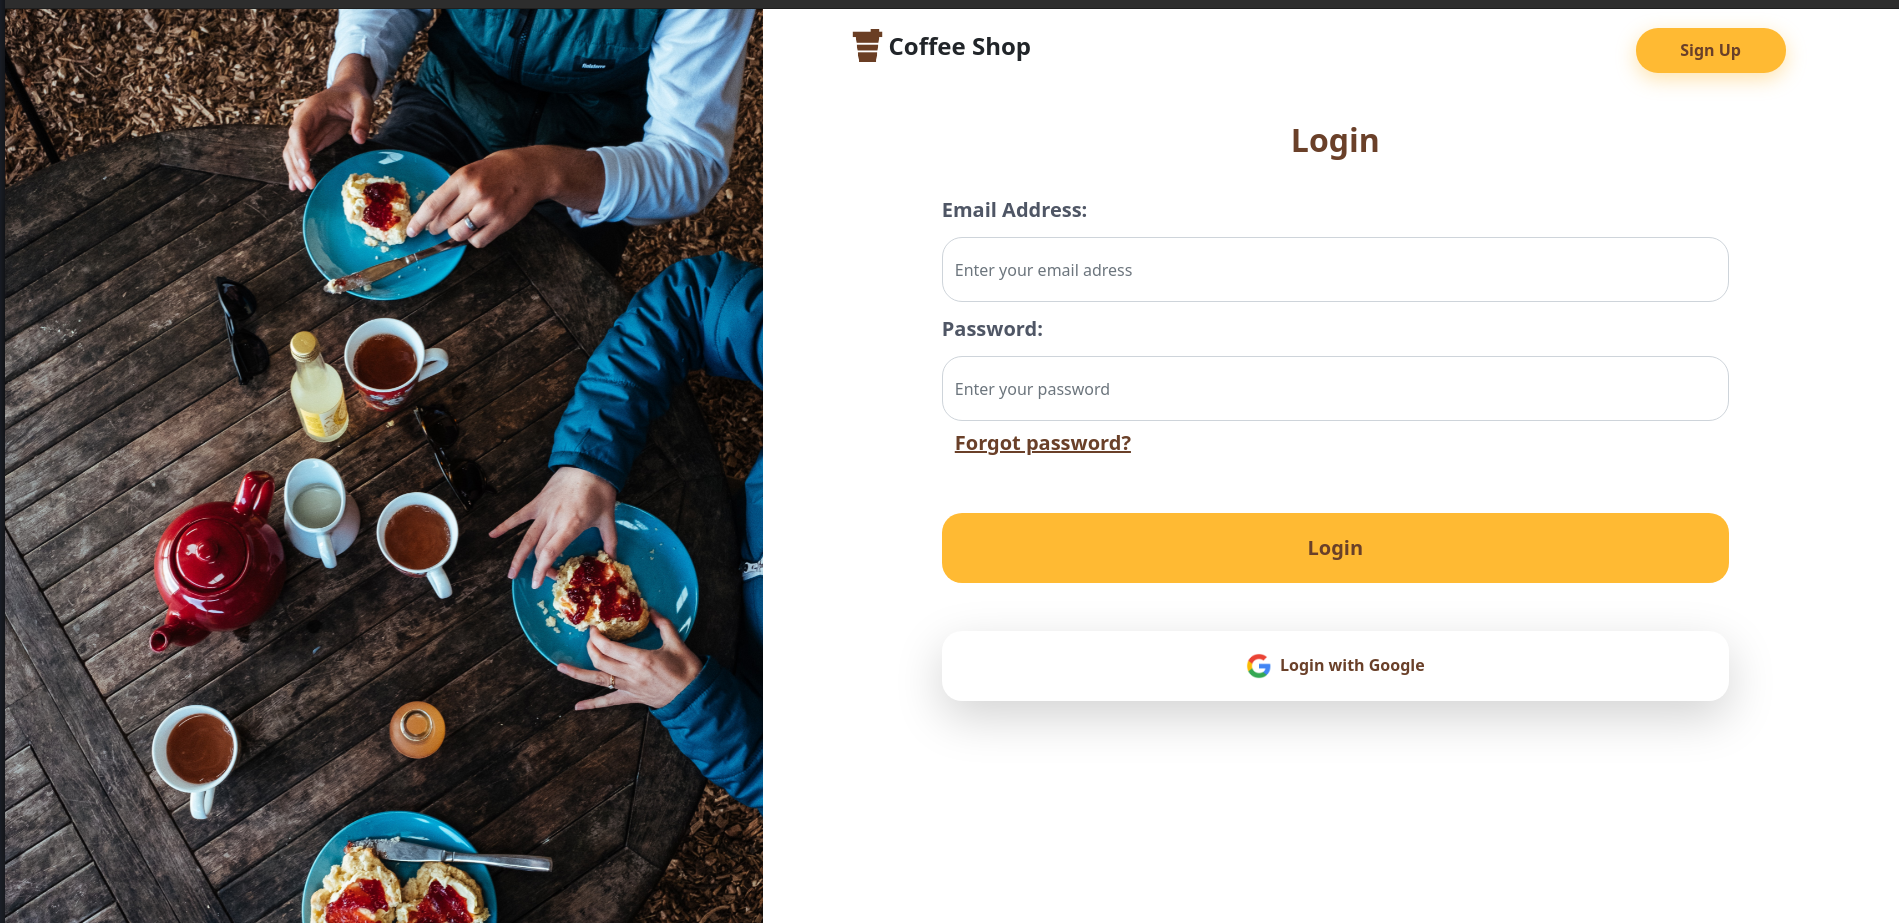 Coffee Shop
Sign Up
Login
Email Address:
Enter your email adress
Password:
Enter your password
Forgot password?
Login
Login with Google